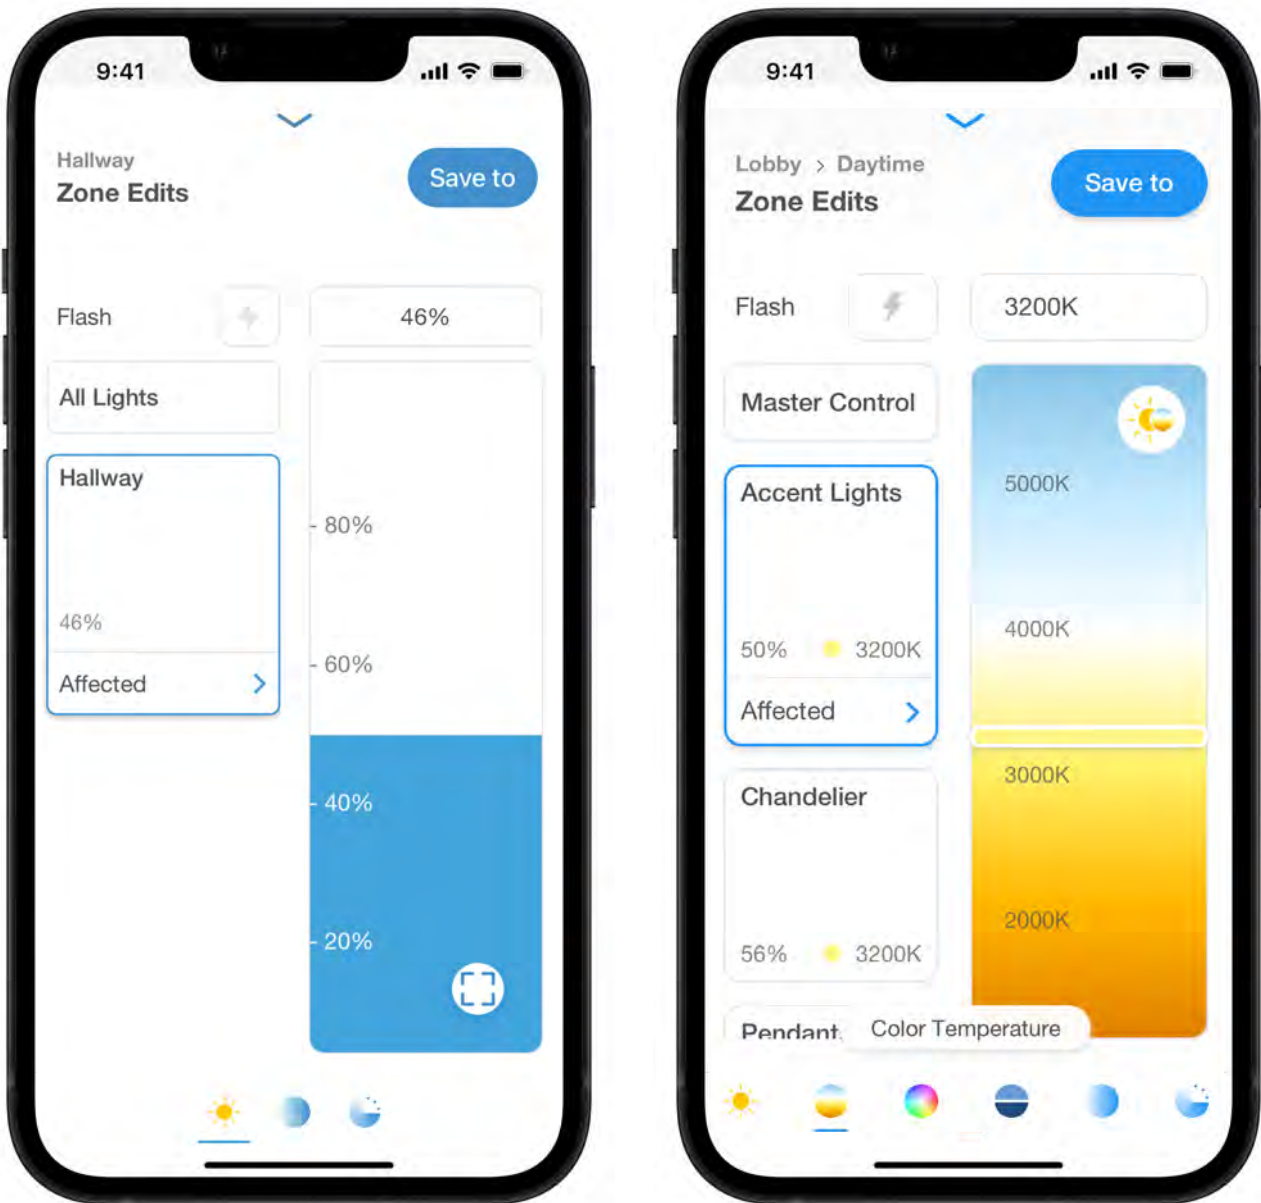 9:41
Hallway
Zone Edits
Save to
Flash
46%
All Lights
Hallway
46%
Affected
- 80%
- 60%
- 40%
- 20%
9:41
Lobby > Daytime
Zone Edits
Save to
Flash
3200K
Master Control
Accent Lights
50% 3200K
Affected
Chandelier
56% 3200K
Pendant
5000K
4000K
3000K
2000K
Color Temperature